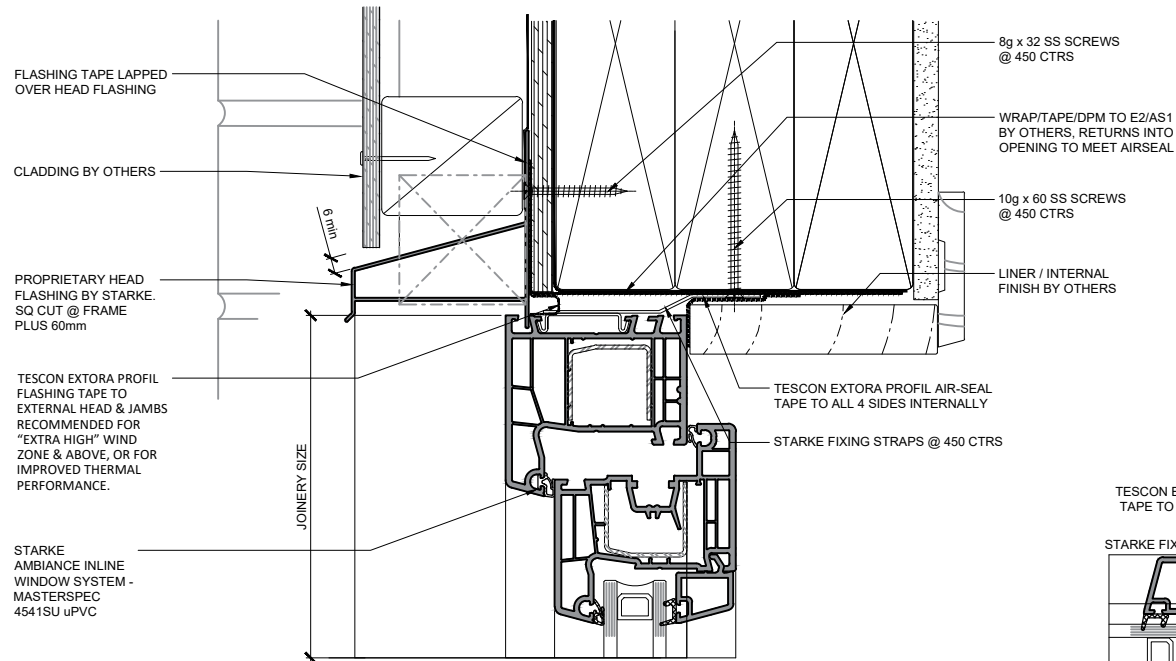 FLASHING TAPE LAPPED
OVER HEAD FLASHING
CLADDING BY OTHERS
6 min
PROPRIETARY HEAD
FLASHING BY STARKE.
SQ CUT @ FRAME
PLUS 60mm
TESCON EXTORA PROFIL
FLASHING TAPE TO
EXTERNAL HEAD & JAMBS
RECOMMENDED FOR
"EXTRA HIGH" WIND
ZONE & ABOVE, OR FOR
IMPROVED THERMAL
PERFORMANCE.
JOINERY SIZE
STARKE
AMBIANCE INLINE
WINDOW SYSTEM -
MASTERSPEC
4541SU uPVC
8g x 32 SS SCREWS
@ 450 CTRS
WRAP/TAPE/DPM TO E2/AS1
BY OTHERS, RETURNS INTO
OPENING TO MEET AIRSEAL
10g x 60 SS SCREWS
@ 450 CTRS
LINER / INTERNAL
FINISH BY OTHERS
TESCON EXTORA PROFIL AIR-SEAL
TAPE TO ALL 4 SIDES INTERNALLY
STARKE FIXING STRAPS @ 450 CTRS
TESCON
TAPE TO
STARKE